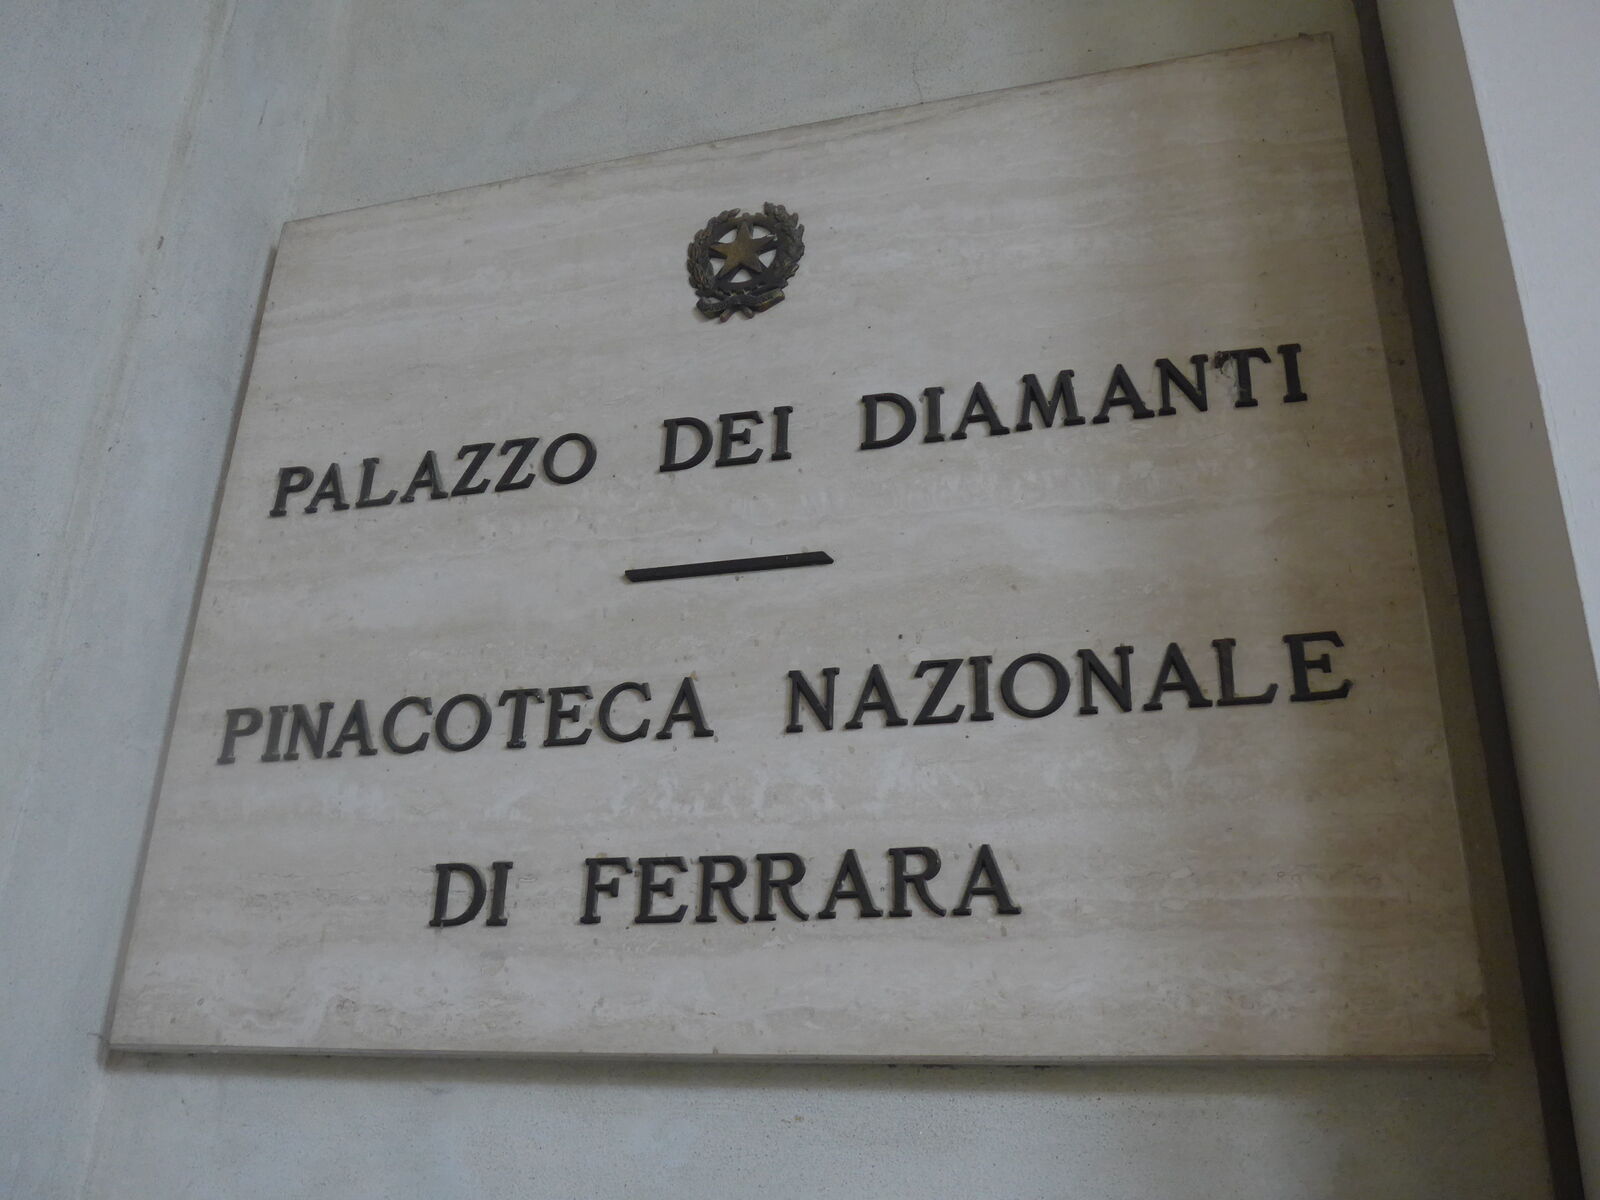 PALAZZO DEI DIAMANTI
PINACOTECA NAZIONALE
DI FERRARA